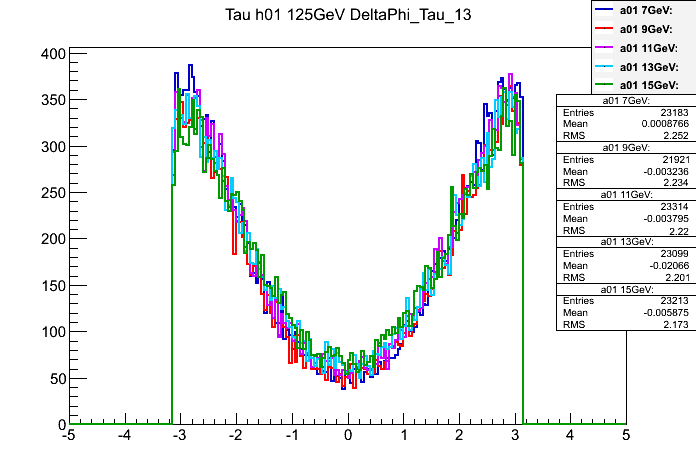 Tau h01 125GeV DeltaPhi_Tau_13
a01 7GeV:
a01 9GeV:
a01 11GeV:
a01 13GeV:
a01 15GeV:
a01 7GeV:
Entries 23183
Mean 0.0008766
RMS 2.252
a01 9GeV:
Entries 21921
Mean -0.003236
RMS 2.234
a01 11GeV:
Entries 23314
Mean -0.003795
RMS 2.22
a01 13GeV:
Entries 23099
Mean -0.02066
RMS 2.201
a01 15GeV:
Entries 23213
Mean -0.005875
RMS 2.173
400
350
300
250
200
150
100
50
0
-5 -4 -3 -2 -1 0 1 2 3 4 5